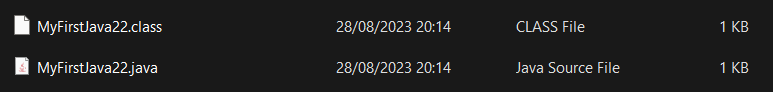 MyFirstJava22.class 28/08/2023 20:14 CLASS File 1 KB
MyFirstJava22.java 28/08/2023 20:14 Java Source File 1 KB